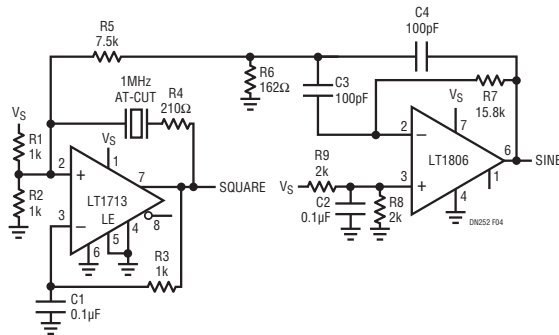 R5
7.5k
C4
100pF
R6
162Ω
C3
100pF
R7
15.8k
1MHz
AT-CUT
R4
210Ω
VS
R1
1k
R2
1k
VS
1
2
+
7
SQUARE
LT1713
3
−
LE
8
6
5
4
R3
1k
C1
0.1µF
VS
7
2
−
6
SINE
LT1806
3
+
1
4
R9
2k
VS
C2
0.1µF
R8
2k
DN252 F04